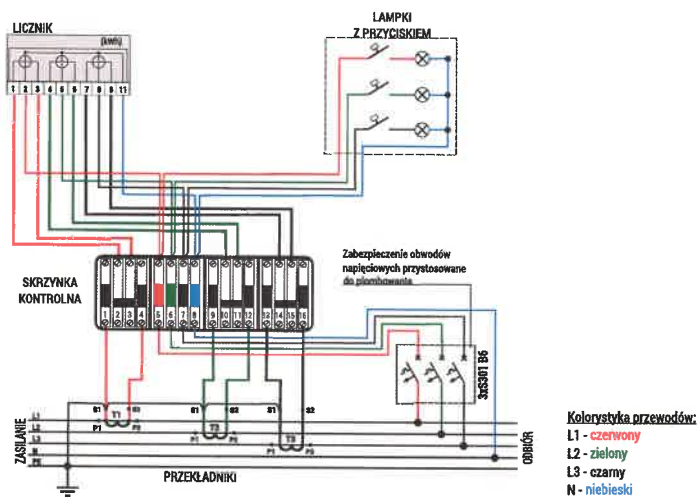 LICZNIK
(kWh)
1 2 3 4 5 6 7 8 9 11
LAMPKI
Z PRZYCISKIEM
SKRZYNKA
KONTROLNA
1 2 3 4 5 6 7 8 9 10 11 12 13 14 15 16
Zabezpieczenie obwodów
napięciowych przystosowane
do plombowania
3xS301 B6
S1 T1 S2
P1 P2
S1 T2 S2
P1 P2
S1 T3 S2
P1 P2
ZASILANIE
L1
L2
L3
N
PE
ODBIÓR
PRZEKŁADNIKI
Kolorystyka przewodów:
L1 - czerwony
L2 - zielony
L3 - czarny
N - niebieski